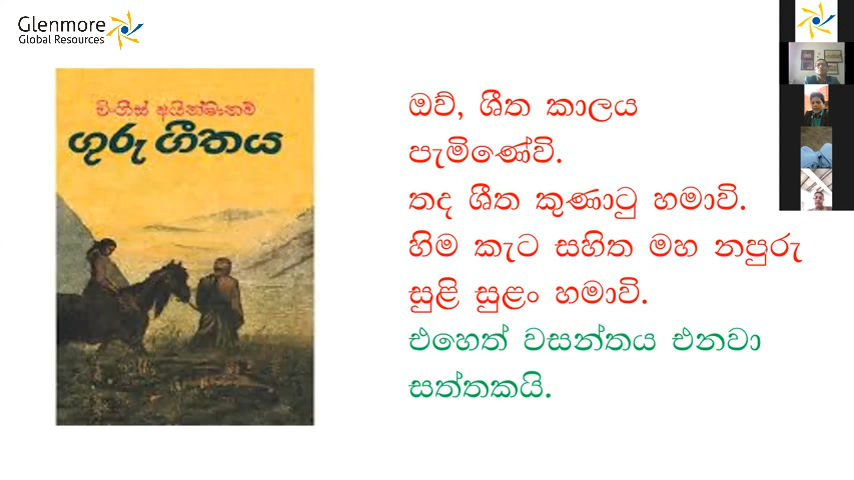 Glenmore
Global Resources
චිංගීස් අයිත්මාතව්
ගුරු ගීතය
ඔව්, ශීත කාලය
පැමිණේවි.
තද ශීත කුණාටු හමාවි.
හිම කැට සහිත මහ නපුරු
සුළි සුළං හමාවි.
එහෙත් වසන්තය එනවා
සත්තකයි.